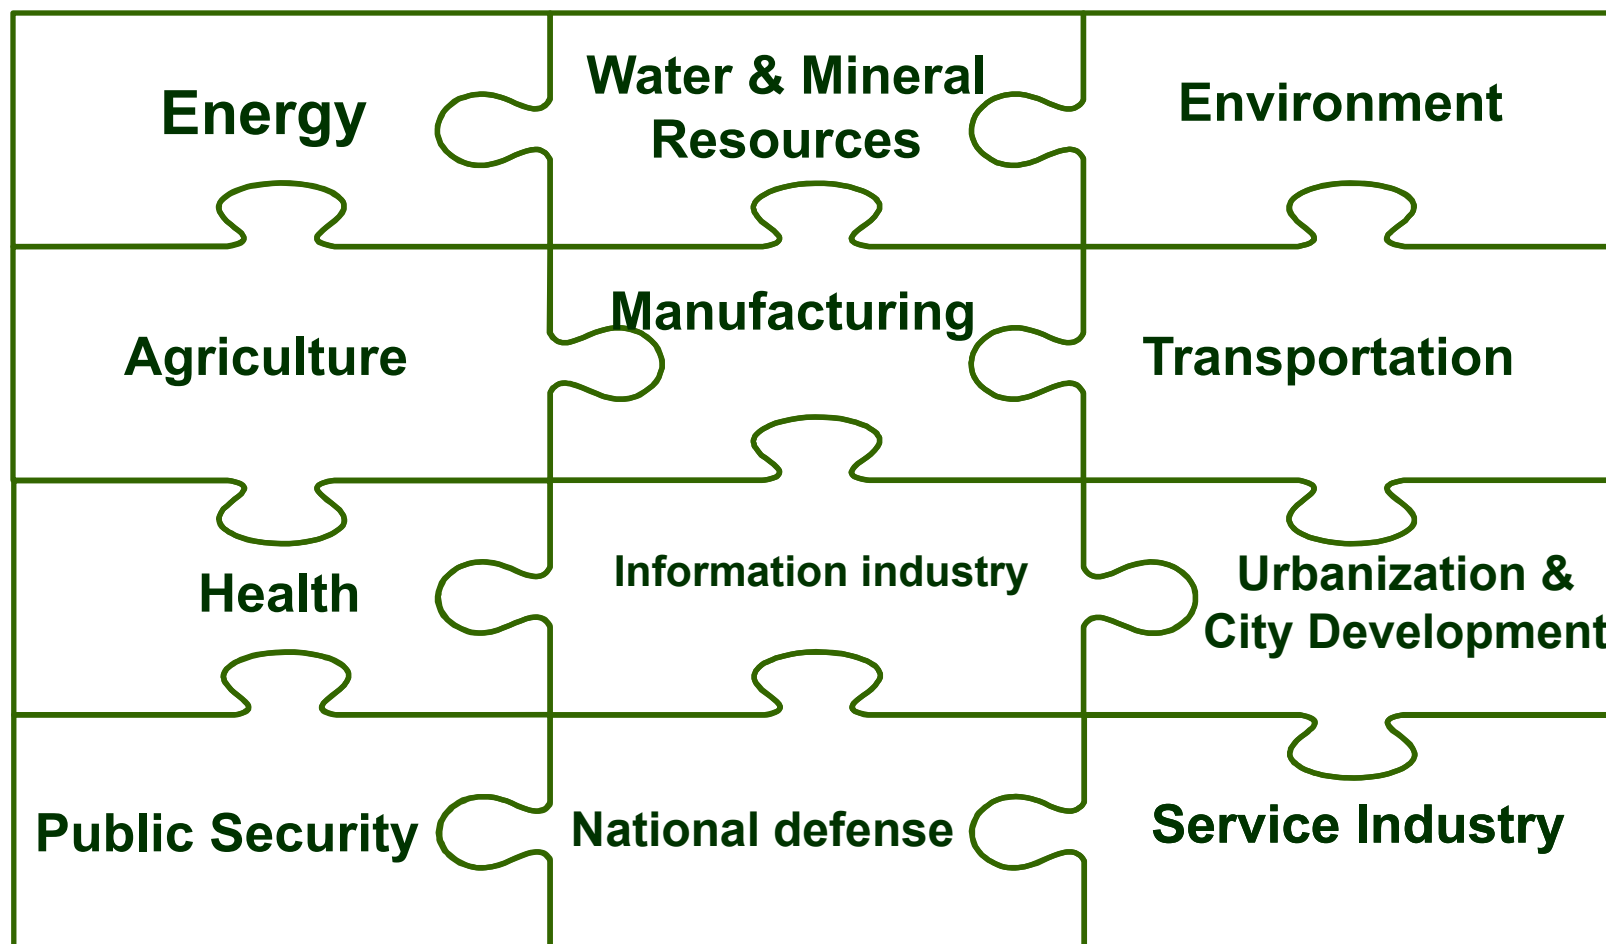 Energy
Water & Mineral
Resources
Environment
Agriculture
Manufacturing
Transportation
Health
Information industry
Urbanization &
City Development
Public Security
National defense
Service Industry